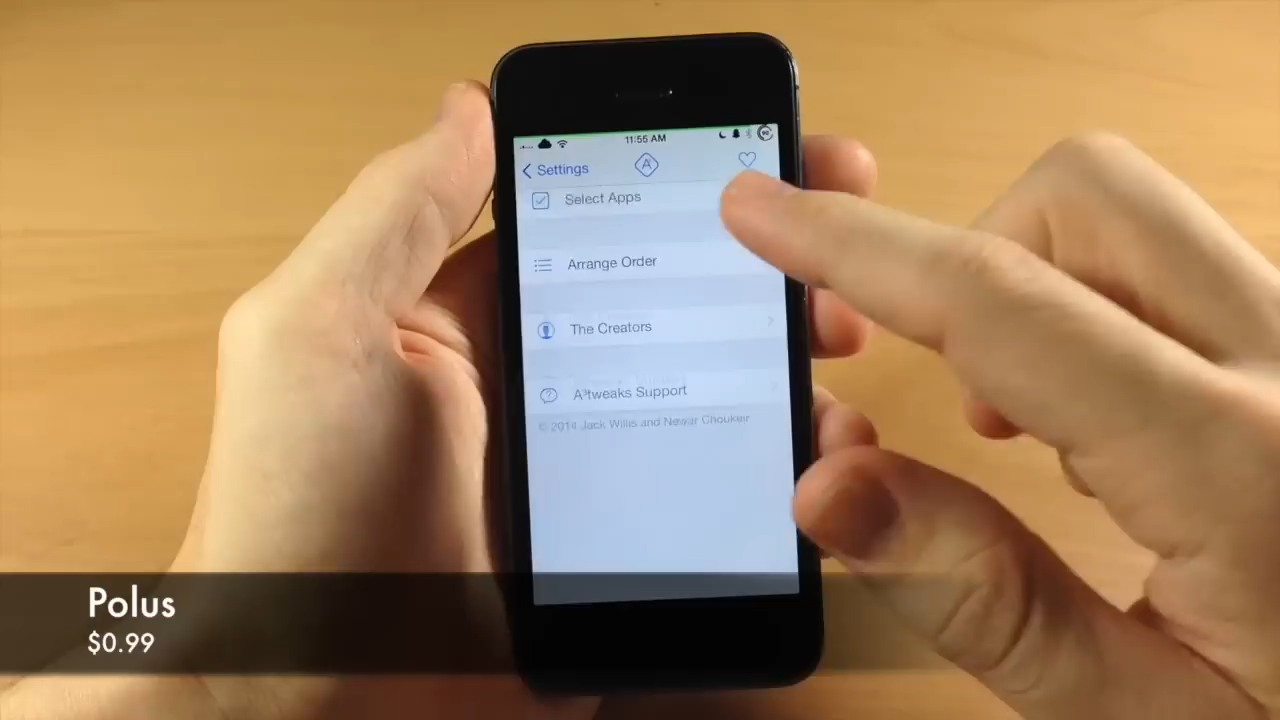 11:55 AM
Settings
Select Apps
Arrange Order
The Creators
A³tweaks Support
© 2014 Jack Willis and Newar Choukeir
Polus
$0.99